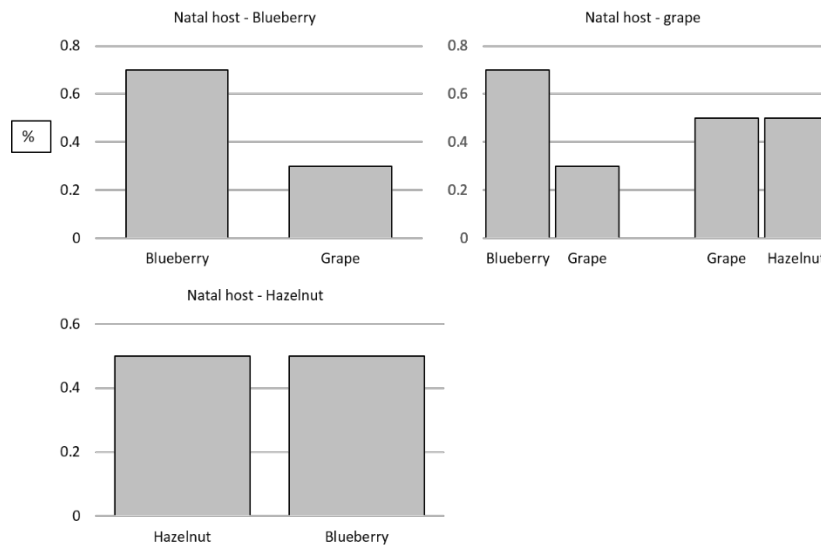 Natal host - Blueberry
0.8
0.6
%
0.4
0.2
0
Blueberry Grape
Natal host - grape
0.8
0.6
0.4
0.2
0
Blueberry Grape Grape Hazelnut
Natal host - Hazelnut
0.6
0.4
0.2
0
Hazelnut Blueberry